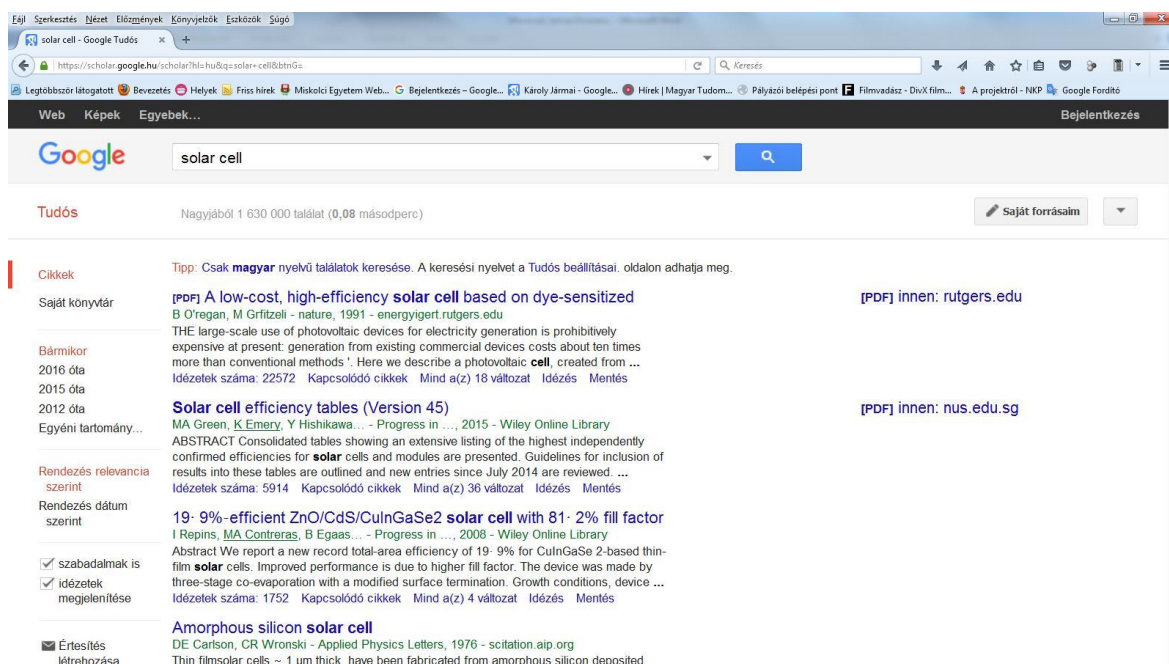 Fájl Szerkesztés Nézet Előzmények Könyvjelzők Eszközök Súgó
solar cell - Google Tudós
https://scholar.google.hu/scholar?hl=hu&q=solar+cell&btnG=
Keresés
Legtöbbször látogatott Bevezetés Helyek Friss hírek Miskolci Egyetem Web... Bejelentkezés – Google... Károly Jármai - Google... Hírek | Magyar Tudom... Pályázói belépési pont Filmvadász - DivX film... A projektről - NKP Google Fordító
Web Képek Egyebek… Bejelentkezés
Google solar cell
Tudós Nagyjából 1 630 000 találat (0,08 másodperc) Saját forrásaim
Cikkek
Saját könyvtár
Bármikor
2016 óta
2015 óta
2012 óta
Egyéni tartomány...
Rendezés relevancia
szerint
Rendezés dátum
szerint
szabadalmak is
idézetek
megjelenítése
Értesítés
létrehozása
Tipp: Csak magyar nyelvű találatok keresése. A keresési nyelvet a Tudós beállításai. oldalon adhatja meg.
[PDF] A low-cost, high-efficiency solar cell based on dye-sensitized
B O'regan, M Grfitzeli - nature, 1991 - energyigert.rutgers.edu
THE large-scale use of photovoltaic devices for electricity generation is prohibitively
expensive at present: generation from existing commercial devices costs about ten times
more than conventional methods '. Here we describe a photovoltaic cell, created from ...
Idézetek száma: 22572 Kapcsolódó cikkek Mind a(z) 18 változat Idézés Mentés
[PDF] innen: rutgers.edu
Solar cell efficiency tables (Version 45)
MA Green, K Emery, Y Hishikawa... - Progress in …, 2015 - Wiley Online Library
ABSTRACT Consolidated tables showing an extensive listing of the highest independently
confirmed efficiencies for solar cells and modules are presented. Guidelines for inclusion of
results into these tables are outlined and new entries since July 2014 are reviewed. ...
Idézetek száma: 5914 Kapcsolódó cikkek Mind a(z) 36 változat Idézés Mentés
[PDF] innen: nus.edu.sg
19· 9%-efficient ZnO/CdS/CuInGaSe2 solar cell with 81· 2% fill factor
I Repins, MA Contreras, B Egaas… - Progress in …, 2008 - Wiley Online Library
Abstract We report a new record total-area efficiency of 19· 9% for CuInGaSe 2-based thin-
film solar cells. Improved performance is due to higher fill factor. The device was made by
three-stage co-evaporation with a modified surface termination. Growth conditions, device ...
Idézetek száma: 1752 Kapcsolódó cikkek Mind a(z) 4 változat Idézés Mentés
Amorphous silicon solar cell
DE Carlson, CR Wronski - Applied Physics Letters, 1976 - scitation.aip.org
Thin filmsolar cells ~ 1 μm thick, have been fabricated from amorphous silicon deposited